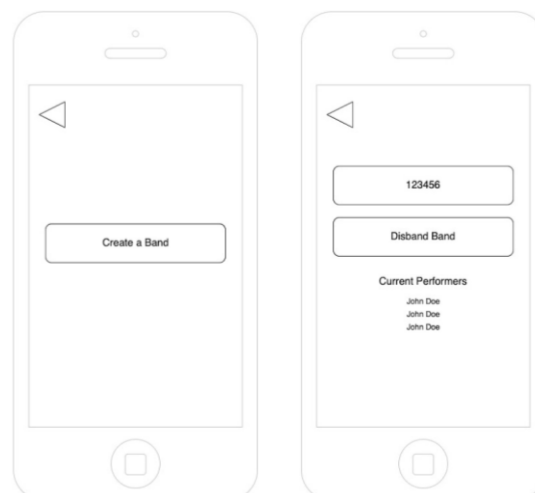 Create a Band
123456
Disband Band
Current Performers
John Doe
John Doe
John Doe